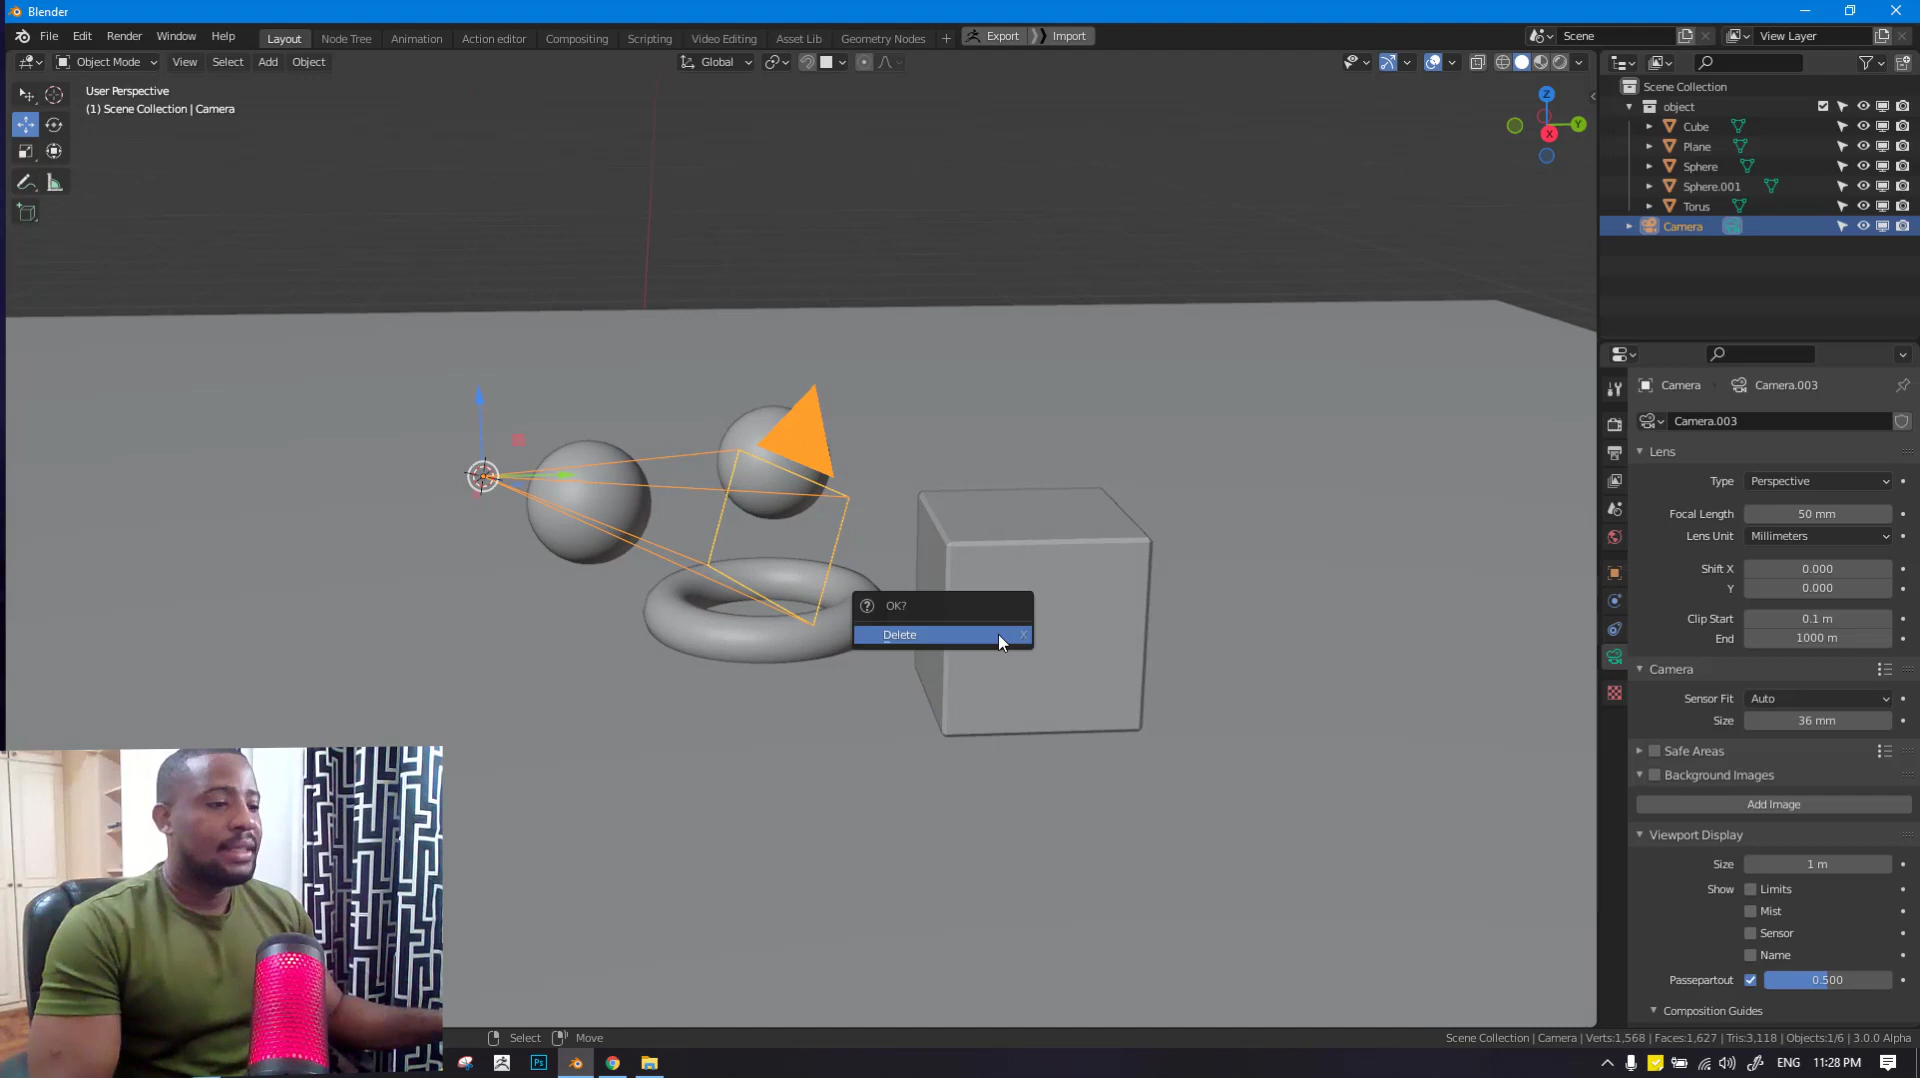 Blender
File Edit Render Window Help
Layout Node Tree Animation Action editor Compositing Scripting Video Editing Asset Lib Geometry Nodes +
Export Import
Scene
View Layer
Object Mode View Select Add Object
Global
User Perspective
(1) Scene Collection | Camera
Z
Y
X
Scene Collection
object
Cube
Plane
Sphere
Sphere.001
Torus
Camera
Camera Camera.003
Camera.003
Lens
Type Perspective
Focal Length 50 mm
Lens Unit Millimeters
Shift X 0.000
Y 0.000
Clip Start 0.1 m
End 1000 m
Camera
Sensor Fit Auto
Size 36 mm
Safe Areas
Background Images
Add Image
Viewport Display
Size 1 m
Show Limits
Mist
Sensor
Name
Passepartout 0.500
Composition Guides
OK?
Delete X
Select Move
Scene Collection | Camera | Verts:1,568 | Faces:1,627 | Tris:3,118 | Objects:1/6 | 3.0.0 Alpha
Ps
ENG 11:28 PM